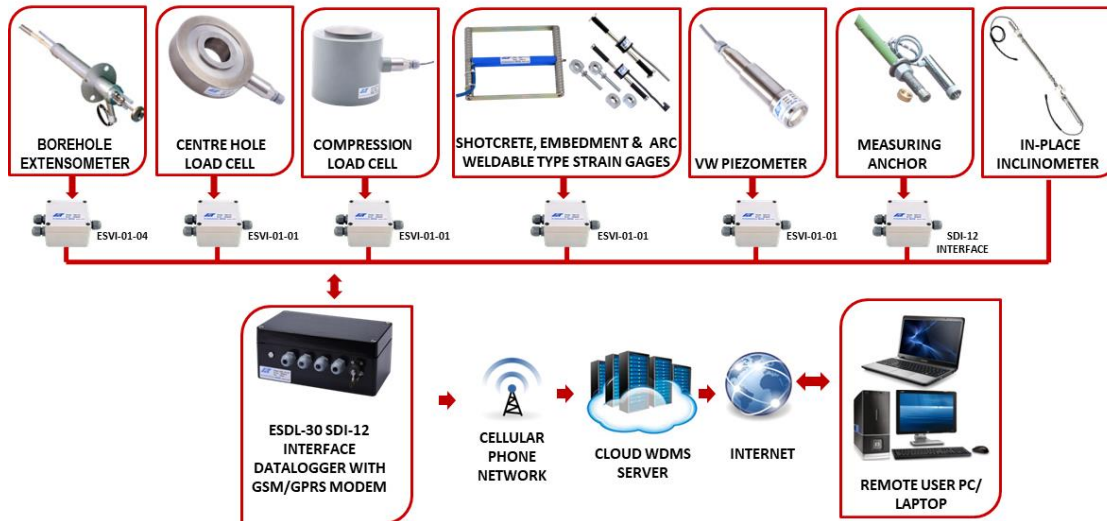 BOREHOLE
EXTENSOMETER
CENTRE HOLE
LOAD CELL
COMPRESSION
LOAD CELL
SHOTCRETE, EMBEDMENT & ARC
WELDABLE TYPE STRAIN GAGES
VW PIEZOMETER
MEASURING
ANCHOR
IN-PLACE
INCLINOMETER
ESVI-01-04
ESVI-01-01
ESVI-01-01
ESVI-01-01
ESVI-01-01
SDI-12
INTERFACE
ESDL-30 SDI-12
INTERFACE
DATALOGGER WITH
GSM/GPRS MODEM
CELLULAR
PHONE
NETWORK
CLOUD WDMS
SERVER
INTERNET
REMOTE USER PC/
LAPTOP